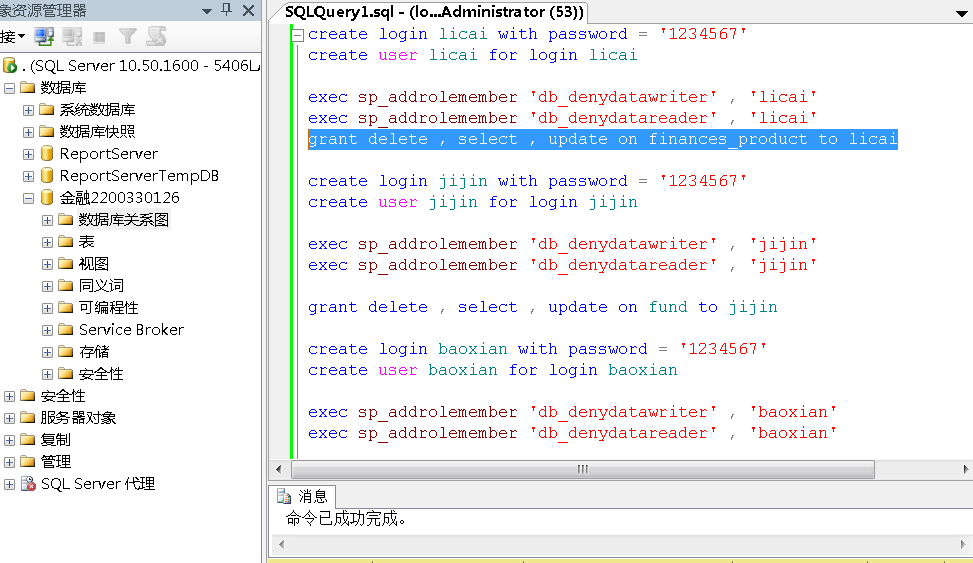 象资源管理器
接
. (SQL Server 10.50.1600 - 5406LA
数据库
系统数据库
数据库快照
ReportServer
ReportServerTempDB
金融2200330126
数据库关系图
表
视图
同义词
可编程性
Service Broker
存储
安全性
安全性
服务器对象
复制
管理
SQL Server 代理
SQLQuery1.sql - (lo...Administrator (53))
create login licai with password = '1234567'
create user licai for login licai
exec sp_addrolemember 'db_denydatawriter' , 'licai'
exec sp_addrolemember 'db_denydatareader' , 'licai'
grant delete , select , update on finances_product to licai
create login jijin with password = '1234567'
create user jijin for login jijin
exec sp_addrolemember 'db_denydatawriter' , 'jijin'
exec sp_addrolemember 'db_denydatareader' , 'jijin'
grant delete , select , update on fund to jijin
create login baoxian with password = '1234567'
create user baoxian for login baoxian
exec sp_addrolemember 'db_denydatawriter' , 'baoxian'
exec sp_addrolemember 'db_denydatareader' , 'baoxian'
消息
命令已成功完成。